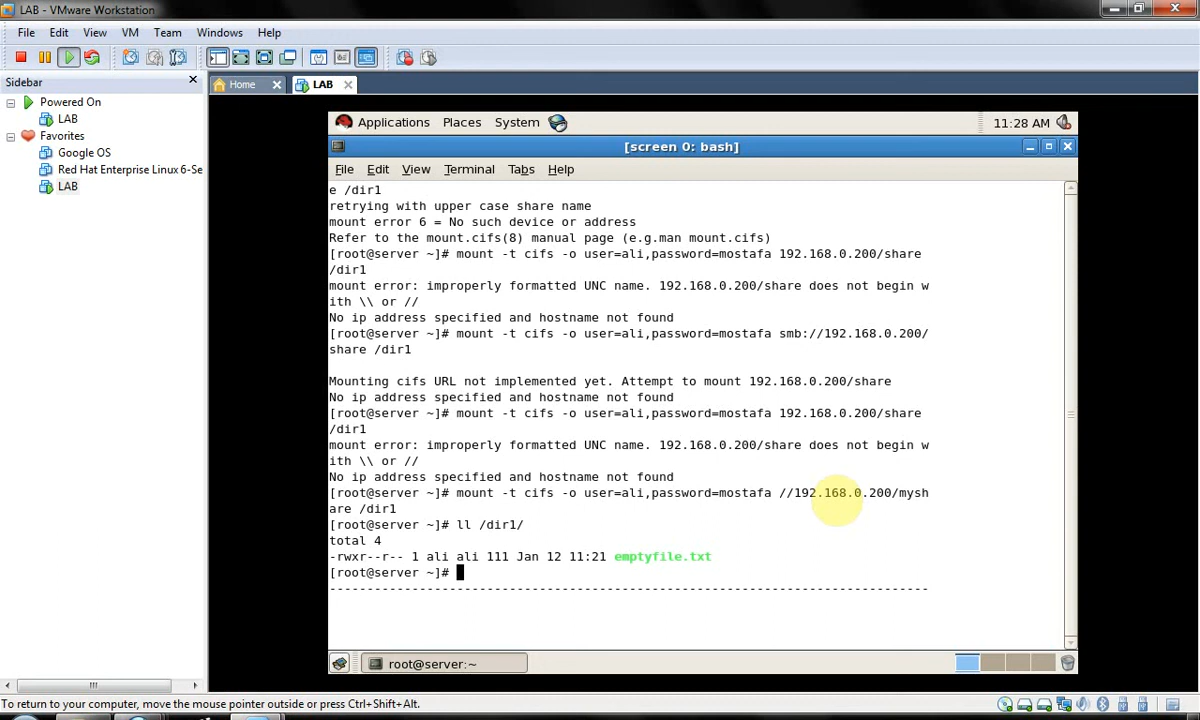 LAB - VMware Workstation
File Edit View VM Team Windows Help
Sidebar
Home LAB
Powered On
LAB
Favorites
Google OS
Red Hat Enterprise Linux 6-Se
LAB
Applications Places System 11:28 AM
[screen 0: bash]
File Edit View Terminal Tabs Help
e /dir1
retrying with upper case share name
mount error 6 = No such device or address
Refer to the mount.cifs(8) manual page (e.g.man mount.cifs)
[root@server ~]# mount -t cifs -o user=ali,password=mostafa 192.168.0.200/share
/dir1
mount error: improperly formatted UNC name. 192.168.0.200/share does not begin w
ith \\ or //
No ip address specified and hostname not found
[root@server ~]# mount -t cifs -o user=ali,password=mostafa smb://192.168.0.200/
share /dir1
Mounting cifs URL not implemented yet. Attempt to mount 192.168.0.200/share
No ip address specified and hostname not found
[root@server ~]# mount -t cifs -o user=ali,password=mostafa 192.168.0.200/share
/dir1
mount error: improperly formatted UNC name. 192.168.0.200/share does not begin w
ith \\ or //
No ip address specified and hostname not found
[root@server ~]# mount -t cifs -o user=ali,password=mostafa //192.168.0.200/mysh
are /dir1
[root@server ~]# ll /dir1/
total 4
-rwxr--r-- 1 ali ali 111 Jan 12 11:21 emptyfile.txt
[root@server ~]#
--------------------------------------------------------------------------------
root@server:~
To return to your computer, move the mouse pointer outside or press Ctrl+Shift+Alt.